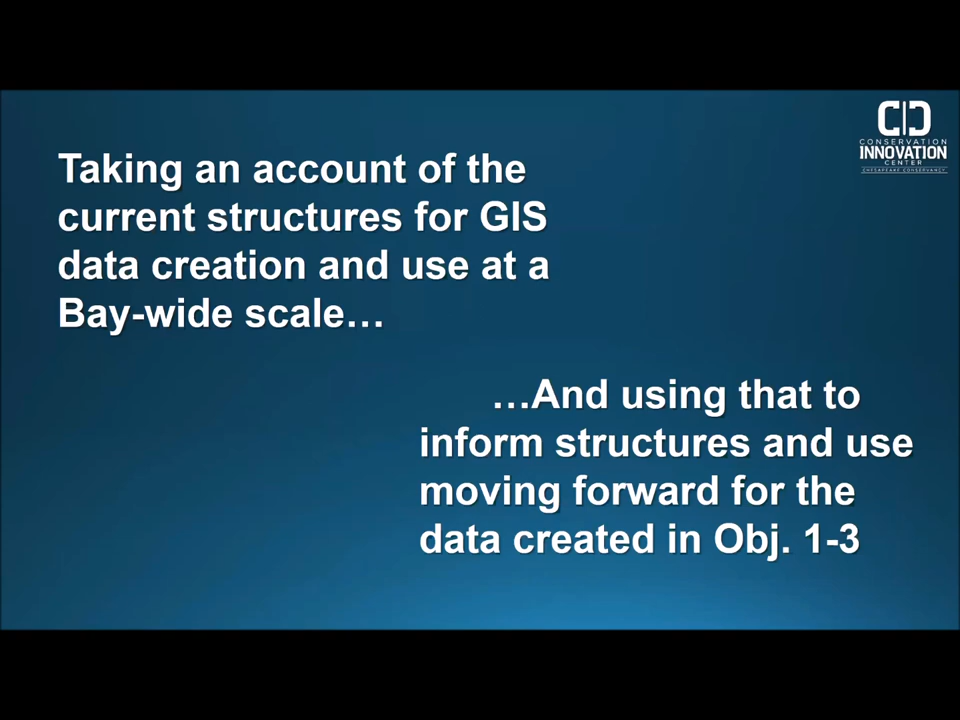 CONSERVATION
INNOVATION
CENTER
CHESAPEAKE CONSERVANCY
Taking an account of the
current structures for GIS
data creation and use at a
Bay-wide scale…
…And using that to
inform structures and use
moving forward for the
data created in Obj. 1-3